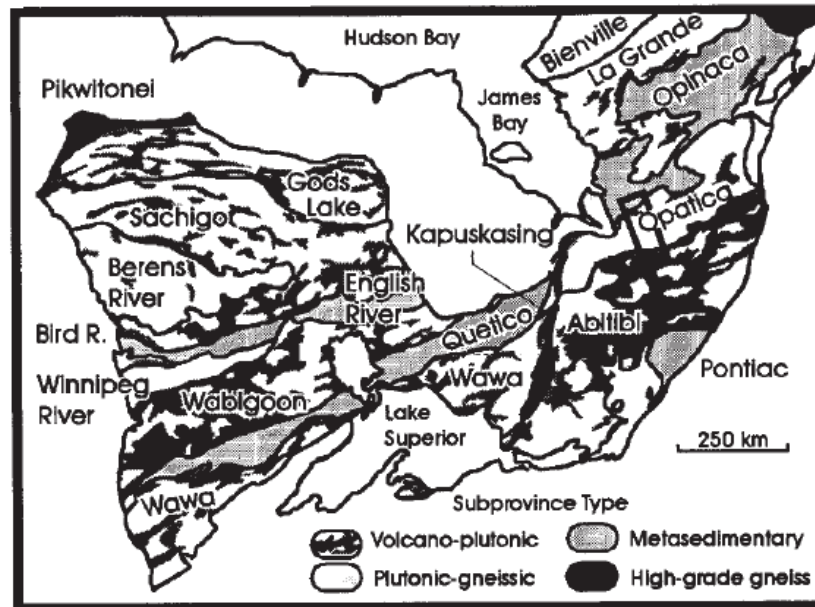 Hudson Bay
Bienville
La Grande
Opinaca
Pikwitonei
James
Bay
Gods
Lake
Sachigo
Opatica
Kapuskasing
Berens
River
English
River
Bird R.
Quetico
Abitibi
Winnipeg
River
Wabigoon
Wawa
Pontiac
Lake
Superior
250 km
Wawa
Subprovince Type
Volcano-plutonic
Metasedimentary
Plutonic-gneissic
High-grade gneiss